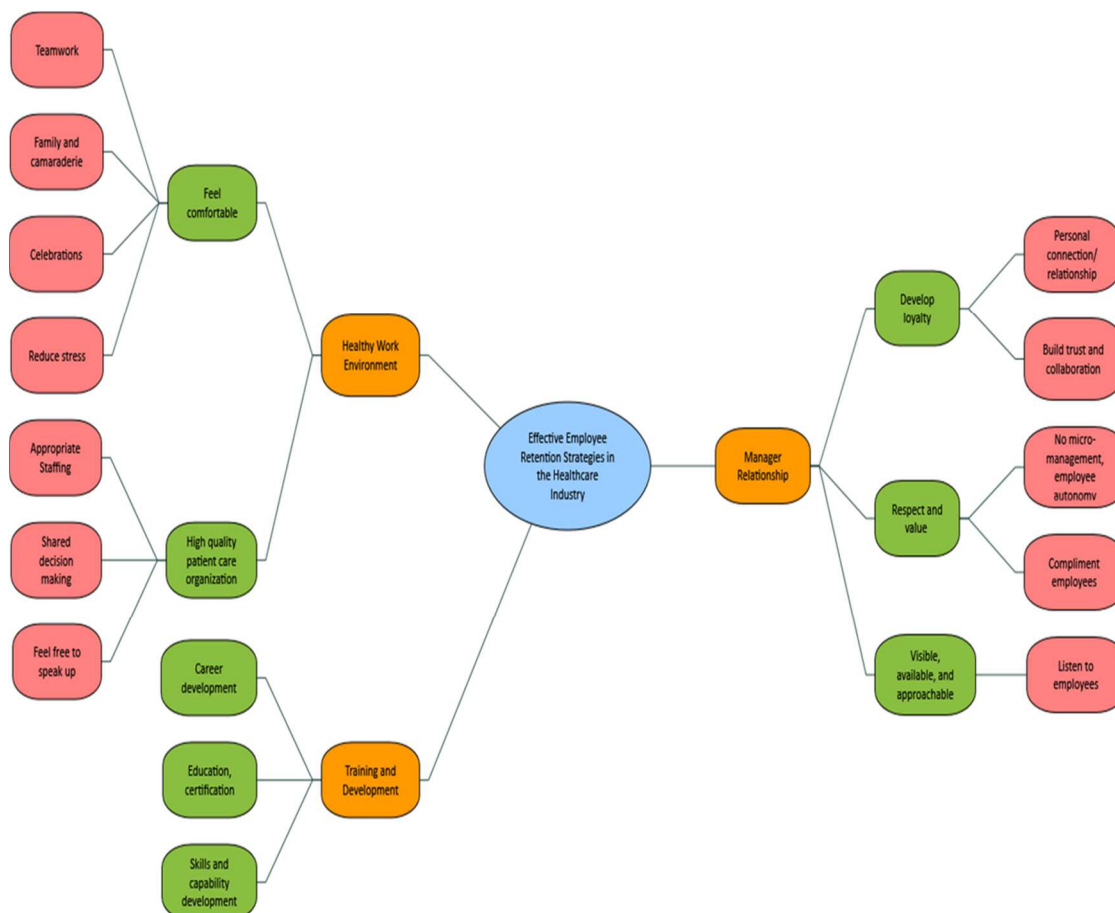 Teamwork
Family and
camaraderie
Celebrations
Reduce stress
Appropriate
Staffing
Shared
decision
making
Feel free to
speak up
Feel
comfortable
High quality
patient care
organization
Career
development
Education,
certification
Skills and
capability
development
Healthy Work
Environment
Training and
Development
Effective Employee
Retention Strategies in
the Healthcare
Industry
Manager
Relationship
Develop
loyalty
Respect and
value
Visible,
available, and
approachable
Personal
connection/
relationship
Build trust and
collaboration
No micro-
management,
employee
autonomy
Compliment
employees
Listen to
employees